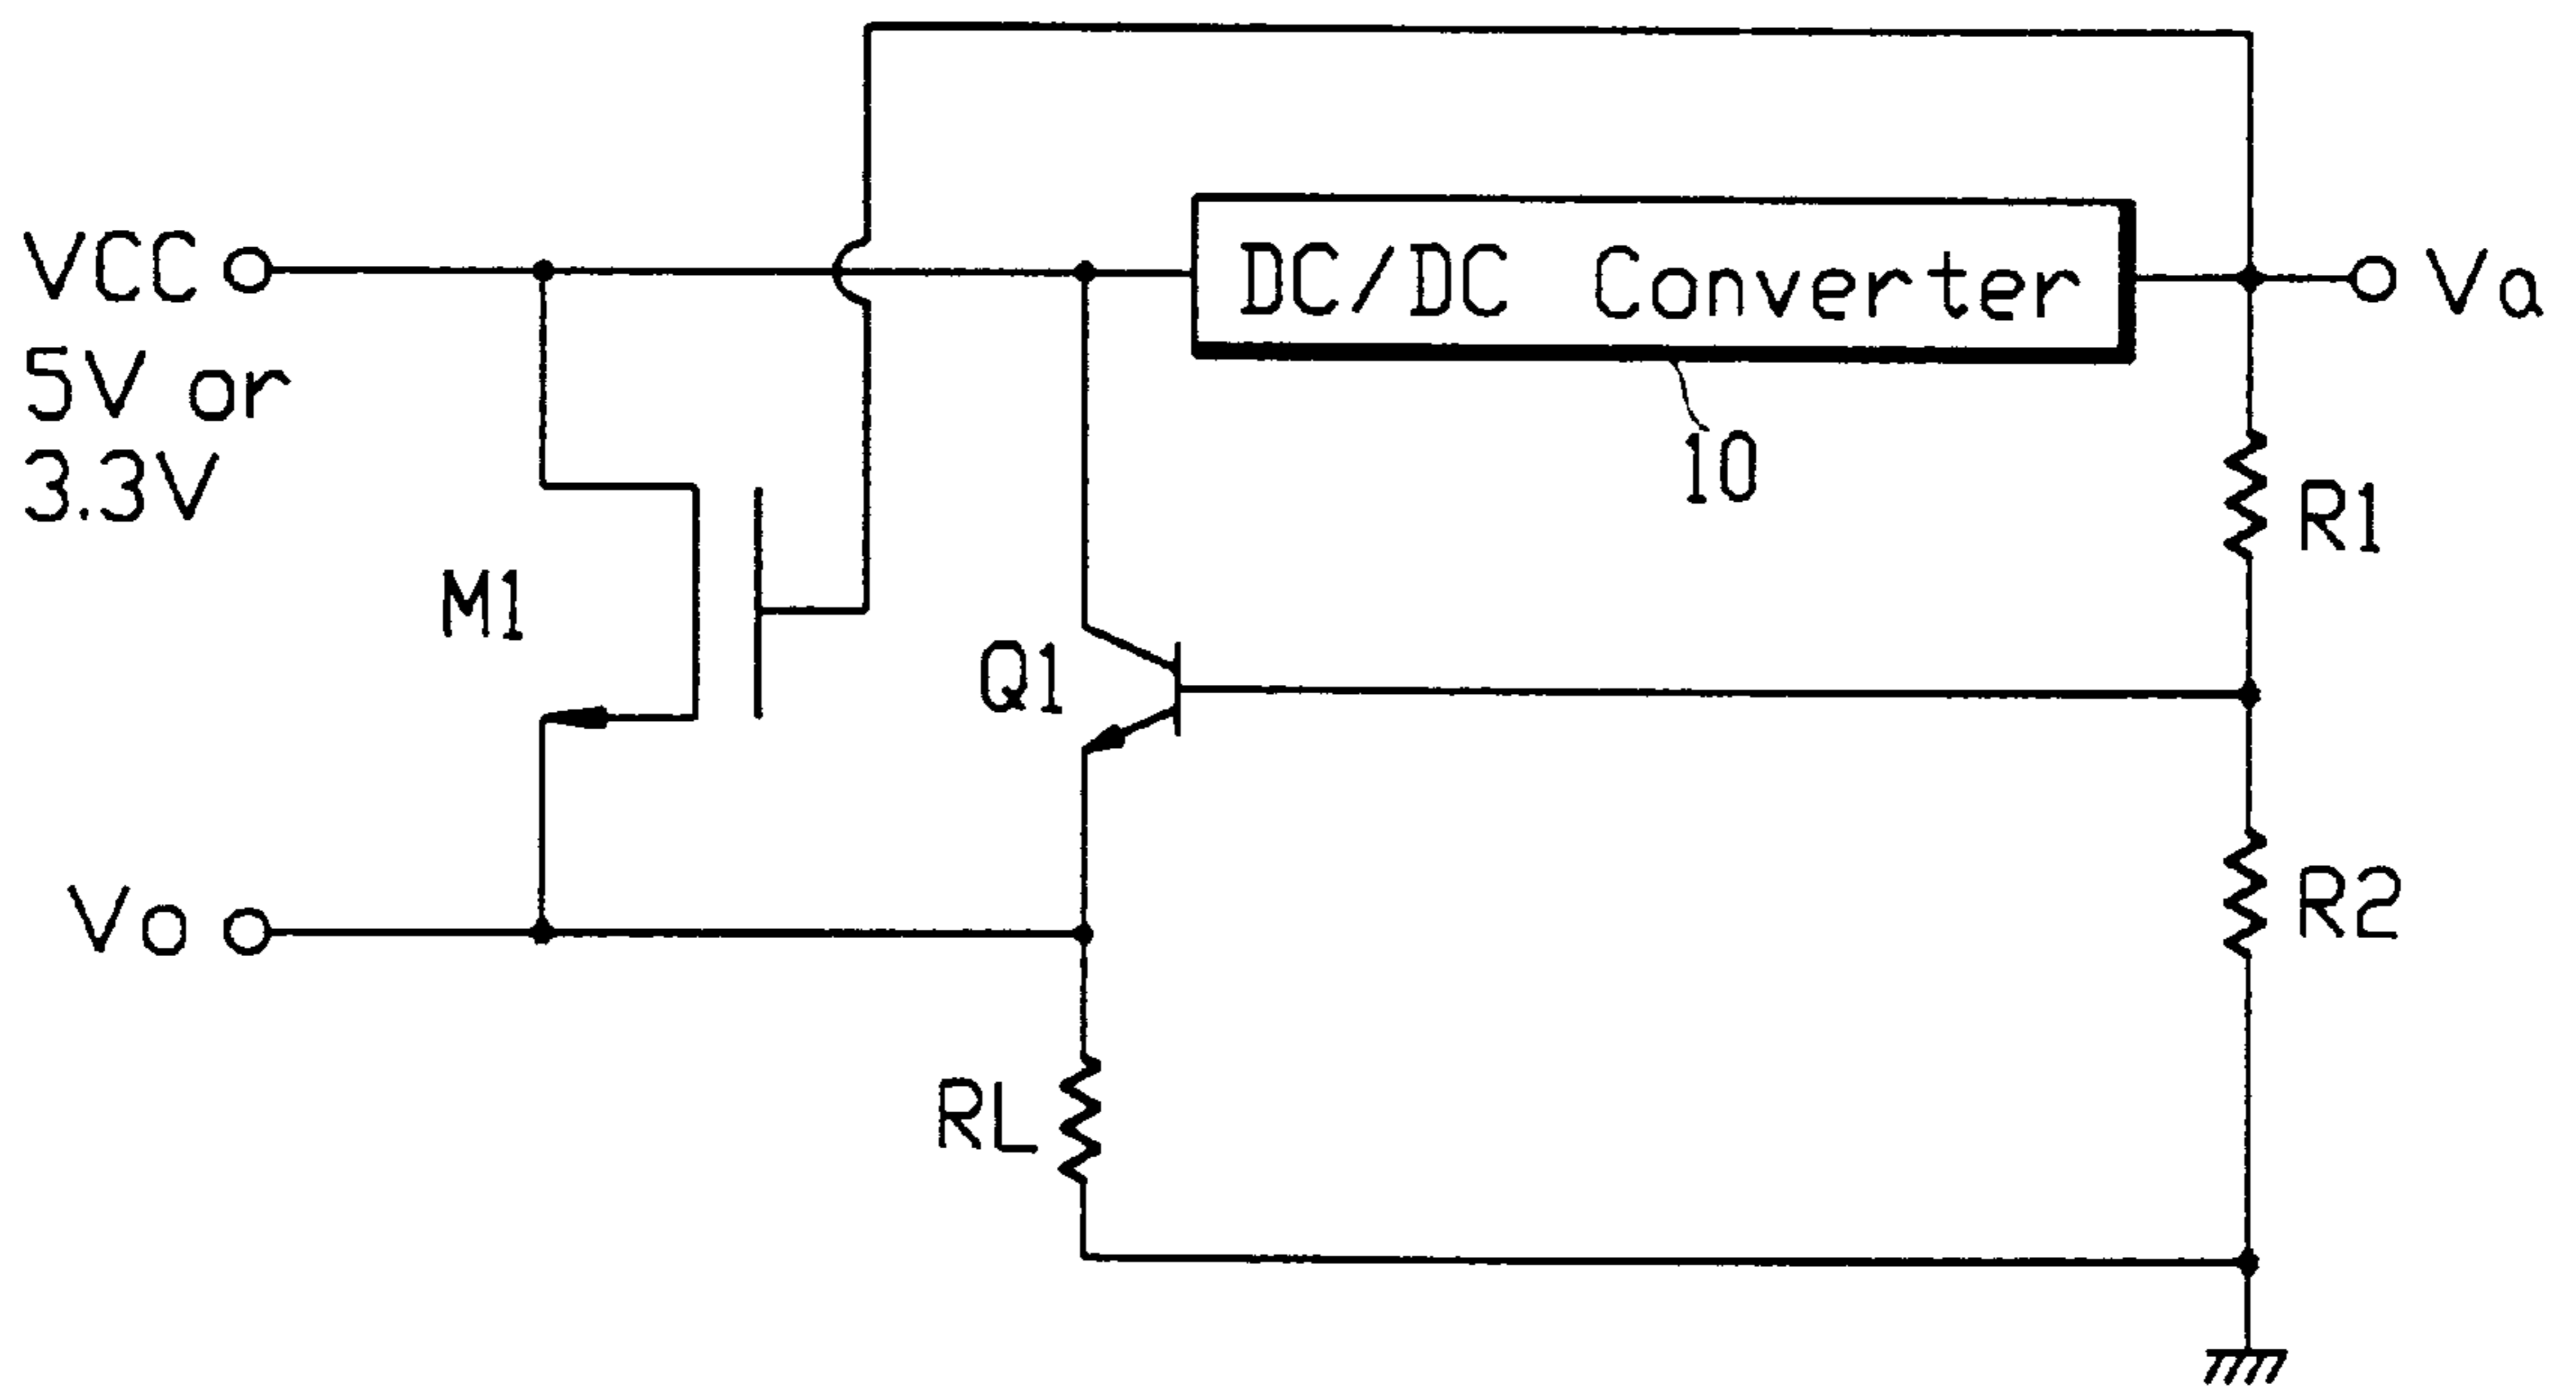 VCC
5V or
3.3V
DC/DC Converter
Va
10
R1
M1
Q1
Vo
R2
RL